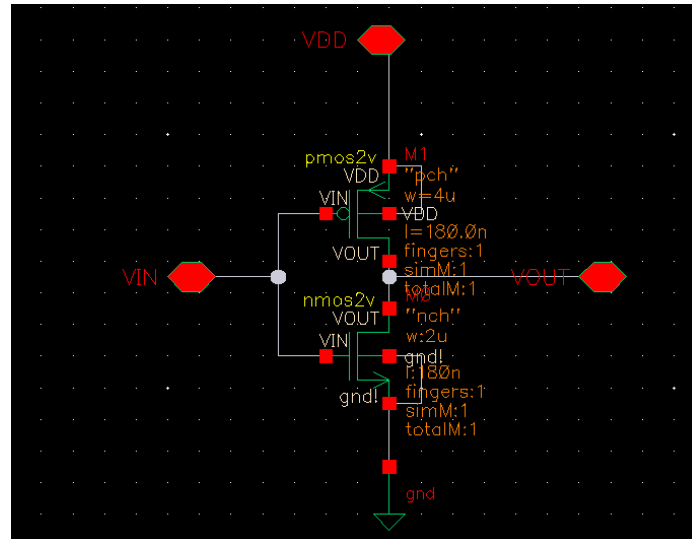 VDD
M1
pmos2v
"pch"
VDD
w=4u
VIN
VDD
l=180.0n
VOUT
fingers:1
simM:1
VIN
VOUT
totalM:1
M0
nmos2v
"nch"
VOUT
w:2u
VIN
gnd!
l:180n
fingers:1
gnd!
simM:1
totalM:1
gnd